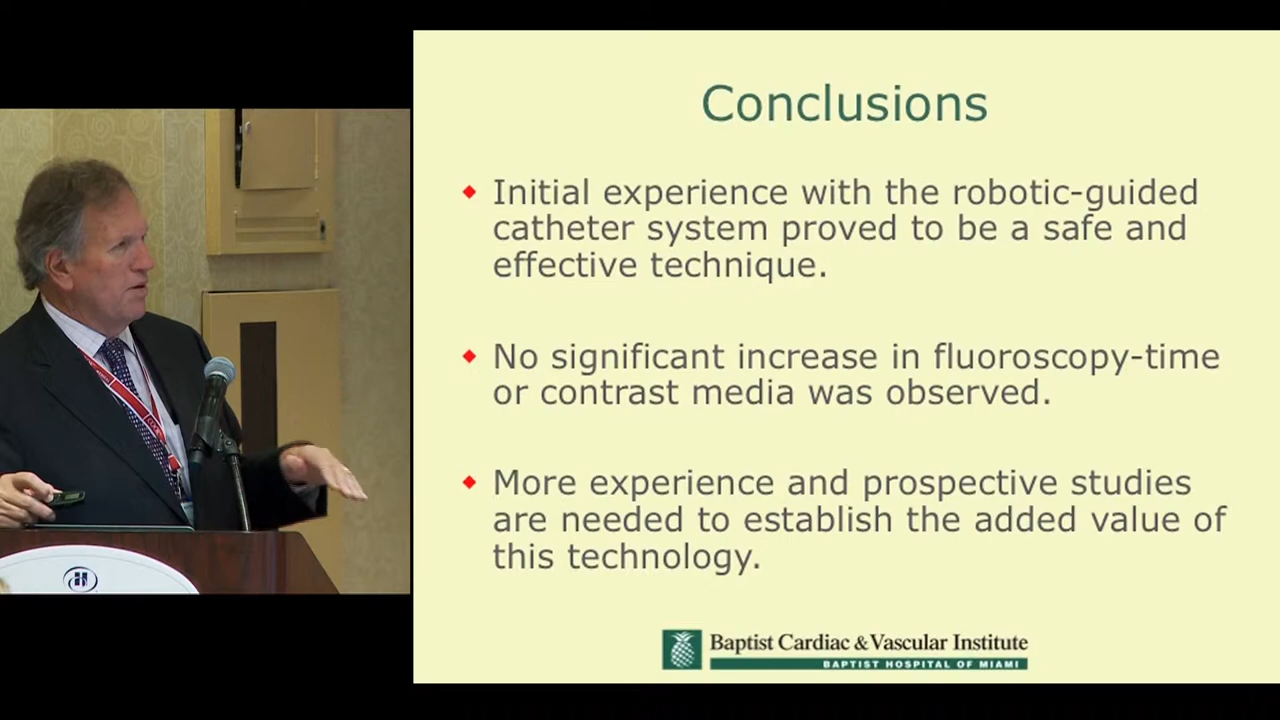 Conclusions
Initial experience with the robotic-guided
catheter system proved to be a safe and
effective technique.
No significant increase in fluoroscopy-time
or contrast media was observed.
More experience and prospective studies
are needed to establish the added value of
this technology.
Baptist Cardiac & Vascular Institute
BAPTIST HOSPITAL OF MIAMI
COOK
H